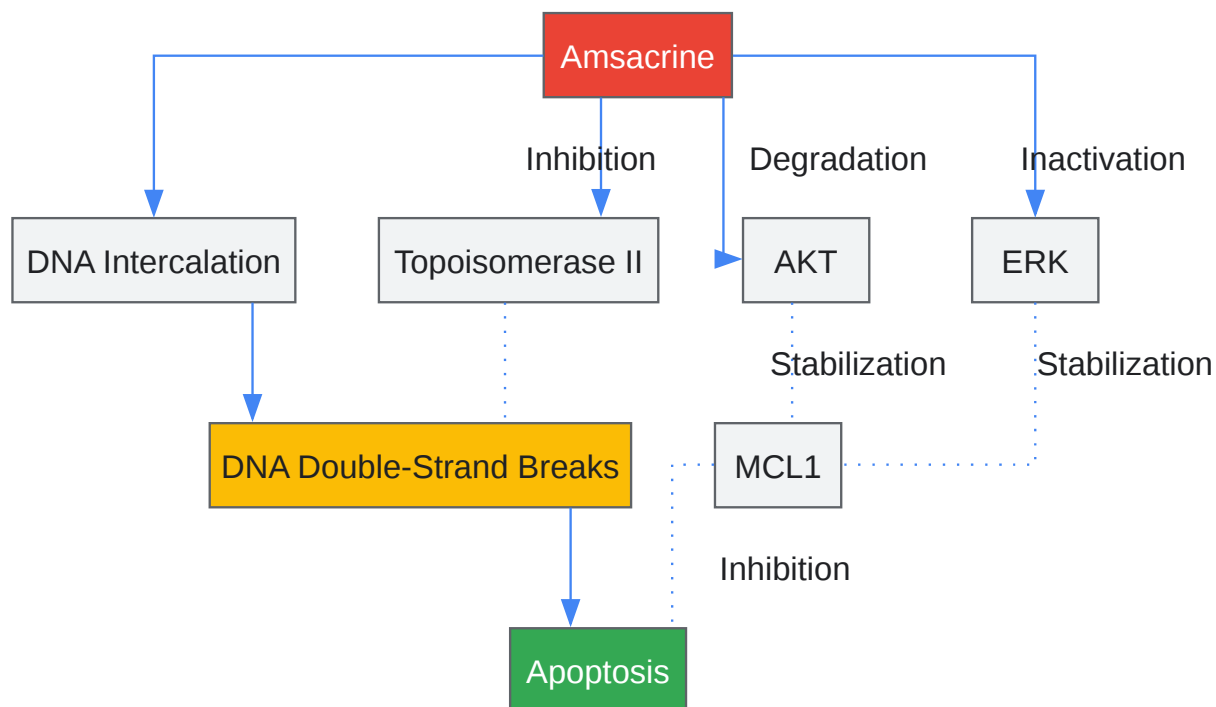 Amsacrine
Inhibition
Degradation
Inactivation
DNA Intercalation
Topoisomerase II
AKT
ERK
Stabilization
Stabilization
DNA Double-Strand Breaks
MCL1
Inhibition
Apoptosis